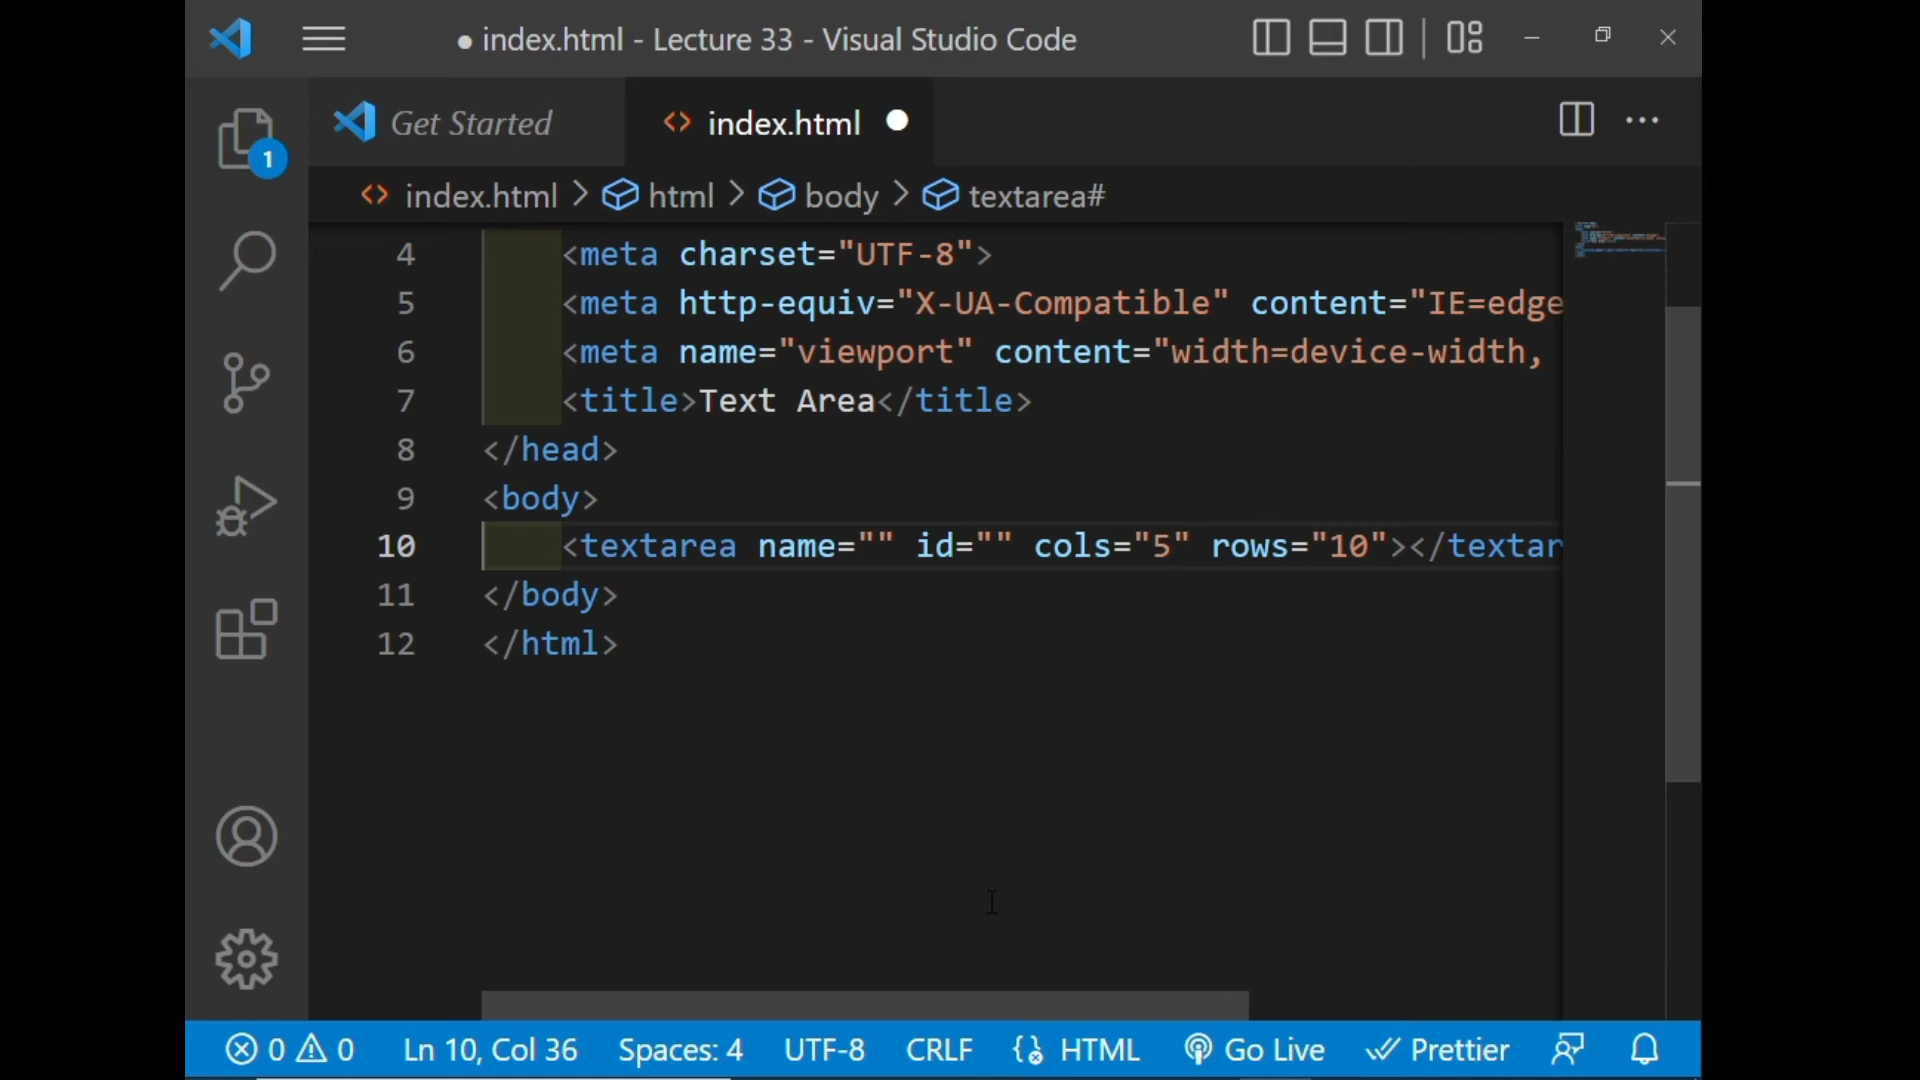 ● index.html - Lecture 33 - Visual Studio Code
Get Started
<> index.html ●
<> index.html > html > body > textarea#
1
4 <meta charset="UTF-8">
5 <meta http-equiv="X-UA-Compatible" content="IE=edge
6 <meta name="viewport" content="width=device-width,
7 <title>Text Area</title>
8 </head>
9 <body>
10 <textarea name="" id="" cols="5" rows="10"></textar
11 </body>
12 </html>
0 0 Ln 10, Col 36 Spaces: 4 UTF-8 CRLF HTML Go Live Prettier